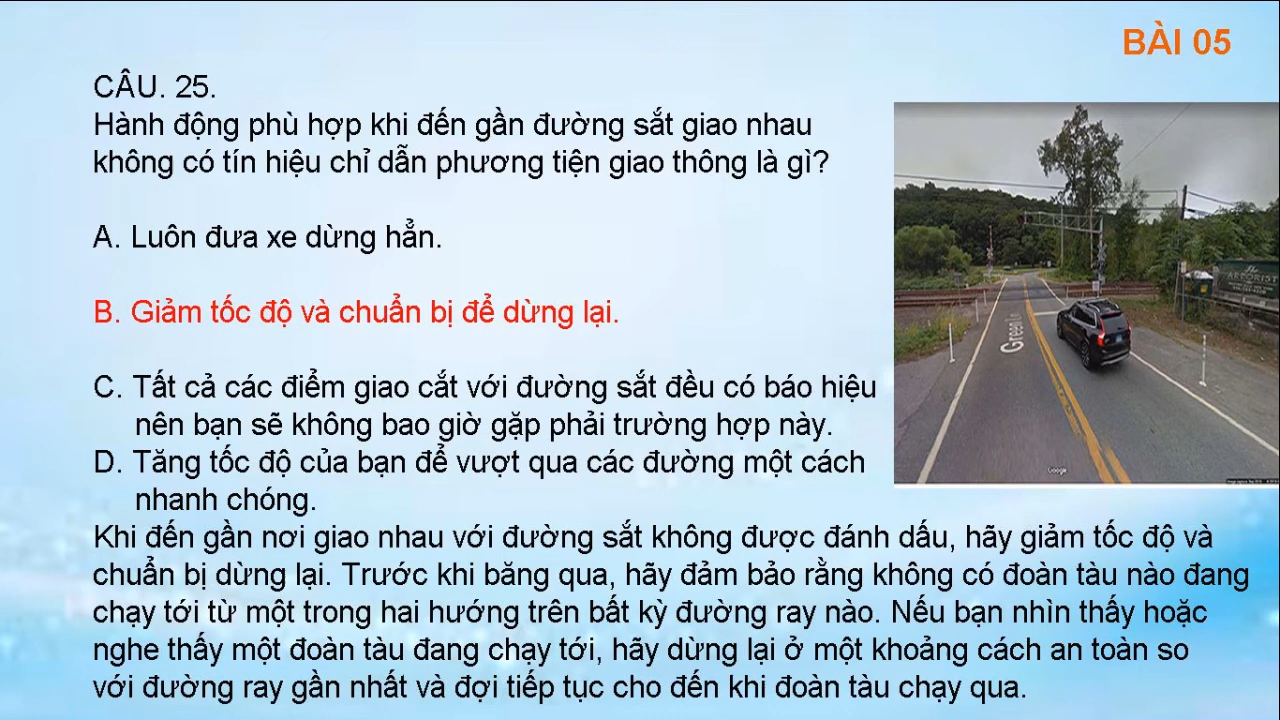 BÀI 05
CÂU. 25.
Hành động phù hợp khi đến gần đường sắt giao nhau
không có tín hiệu chỉ dẫn phương tiện giao thông là gì?
A. Luôn đưa xe dừng hẳn.
B. Giảm tốc độ và chuẩn bị để dừng lại.
C. Tất cả các điểm giao cắt với đường sắt đều có báo hiệu
nên bạn sẽ không bao giờ gặp phải trường hợp này.
D. Tăng tốc độ của bạn để vượt qua các đường một cách
nhanh chóng.
Khi đến gần nơi giao nhau với đường sắt không được đánh dấu, hãy giảm tốc độ và
chuẩn bị dừng lại. Trước khi băng qua, hãy đảm bảo rằng không có đoàn tàu nào đang
chạy tới từ một trong hai hướng trên bất kỳ đường ray nào. Nếu bạn nhìn thấy hoặc
nghe thấy một đoàn tàu đang chạy tới, hãy dừng lại ở một khoảng cách an toàn so
với đường ray gần nhất và đợi tiếp tục cho đến khi đoàn tàu chạy qua.
Google